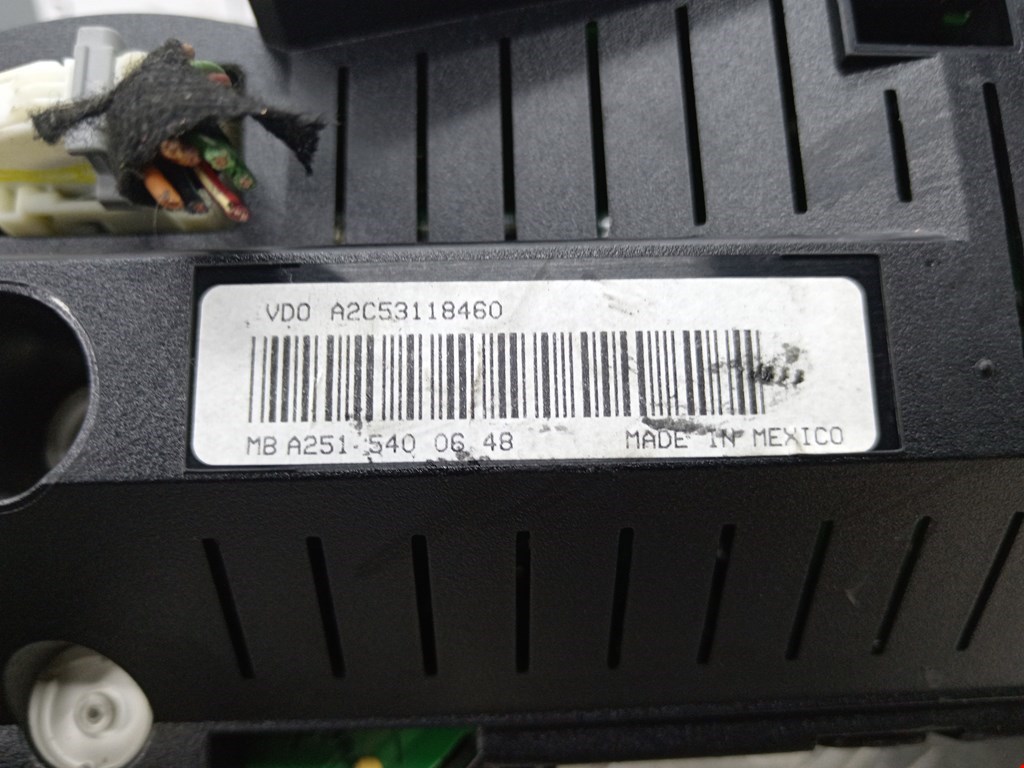 VDO A2C53118460
MB A251 540 06 48 MADE IN MEXICO